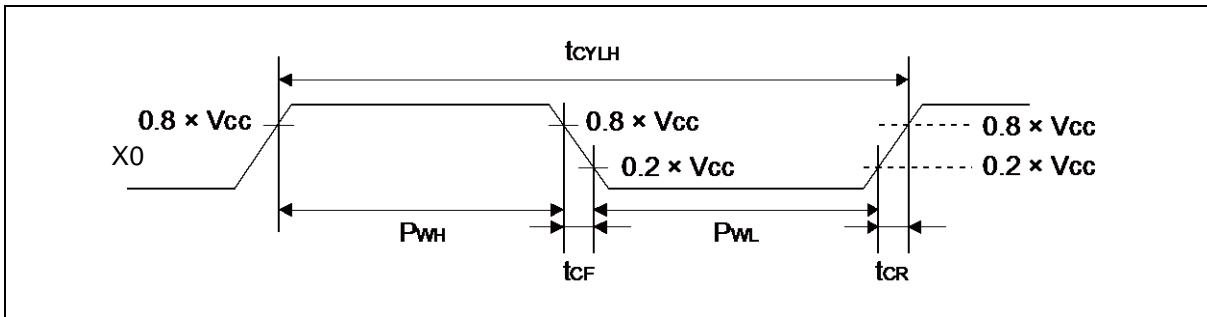 tCYLH
0.8 × VCC
0.8 × VCC
0.8 × VCC
X0
0.2 × VCC
0.2 × VCC
PWH
PWL
tCF
tCR